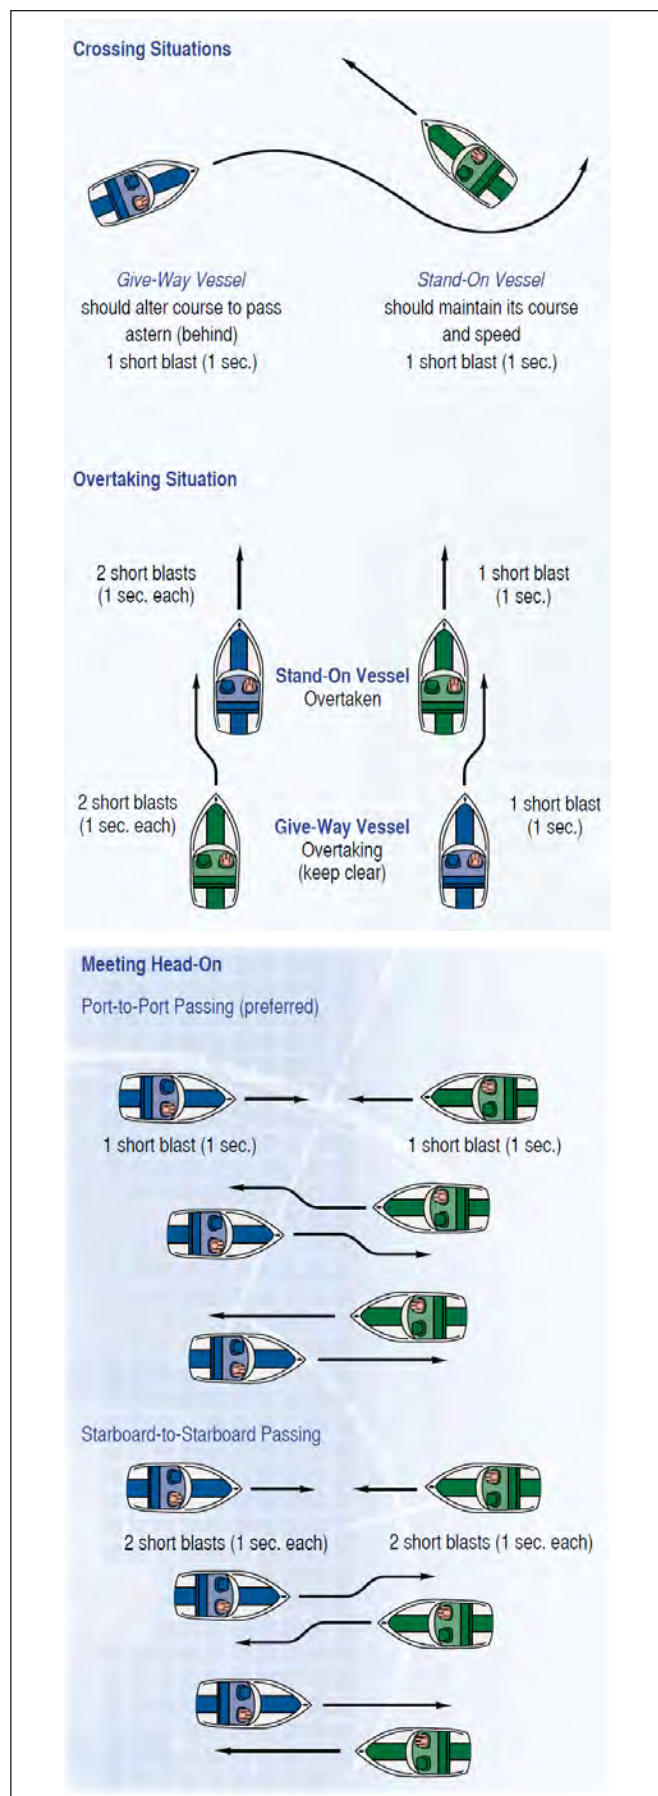 Crossing Situations
Give-Way Vessel
should alter course to pass
astern (behind)
1 short blast (1 sec.)
Stand-On Vessel
should maintain its course
and speed
1 short blast (1 sec.)
Overtaking Situation
2 short blasts
(1 sec. each)
1 short blast
(1 sec.)
Stand-On Vessel
Overtaken
2 short blasts
(1 sec. each)
Give-Way Vessel
Overtaking
(keep clear)
1 short blast
(1 sec.)
Meeting Head-On
Port-to-Port Passing (preferred)
1 short blast (1 sec.)
1 short blast (1 sec.)
Starboard-to-Starboard Passing
2 short blasts (1 sec. each)
2 short blasts (1 sec. each)